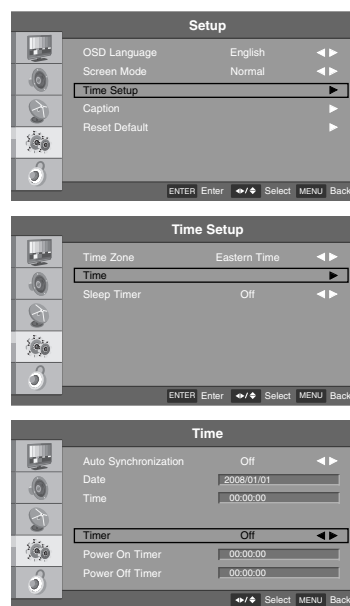 Setup
OSD Language English
Screen Mode Normal
Time Setup
Caption
Reset Default
ENTER Enter Select MENU Back
Time Setup
Time Zone Eastern Time
Time
Sleep Timer Off
ENTER Enter Select MENU Back
Time
Auto Synchronization Off
Date 2008/01/01
Time 00:00:00
Timer Off
Power On Timer 00:00:00
Power Off Timer 00:00:00
Select MENU Back